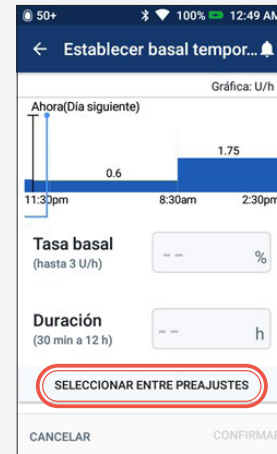 50+ 100% 12:49 AM
Establecer basal tempor...
Gráfica: U/h
Ahora(Día siguiente)
1.75
0.6
11:30pm 8:30am 2:30pm
Tasa basal
(hasta 3 U/h)
-- %
Duración
(30 min a 12 h)
-- h
SELECCIONAR ENTRE PREAJUSTES
CANCELAR CONFIRMAR